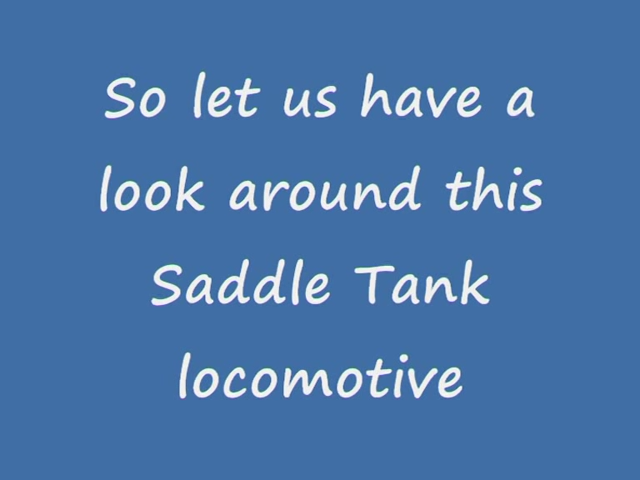 So let us have a
look around this
Saddle Tank
locomotive